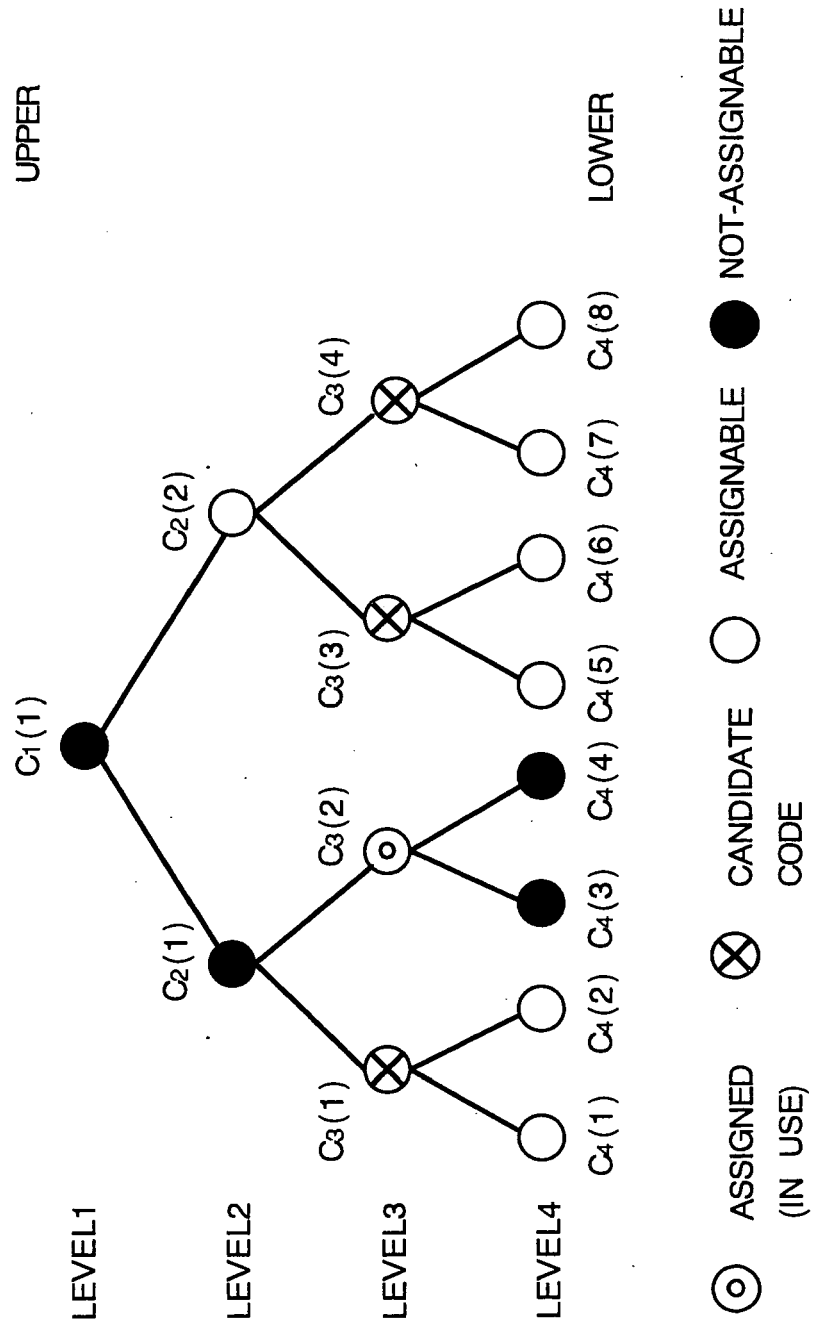 UPPER
LEVEL1
C1(1)
LEVEL2
C2(1)
C2(2)
LEVEL3
C3(1)
C3(2)
C3(3)
C3(4)
LEVEL4
C4(1)
C4(2)
C4(3)
C4(4)
C4(5)
C4(6)
C4(7)
C4(8)
LOWER
ASSIGNED
(IN USE)
CANDIDATE
CODE
ASSIGNABLE
NOT-ASSIGNABLE